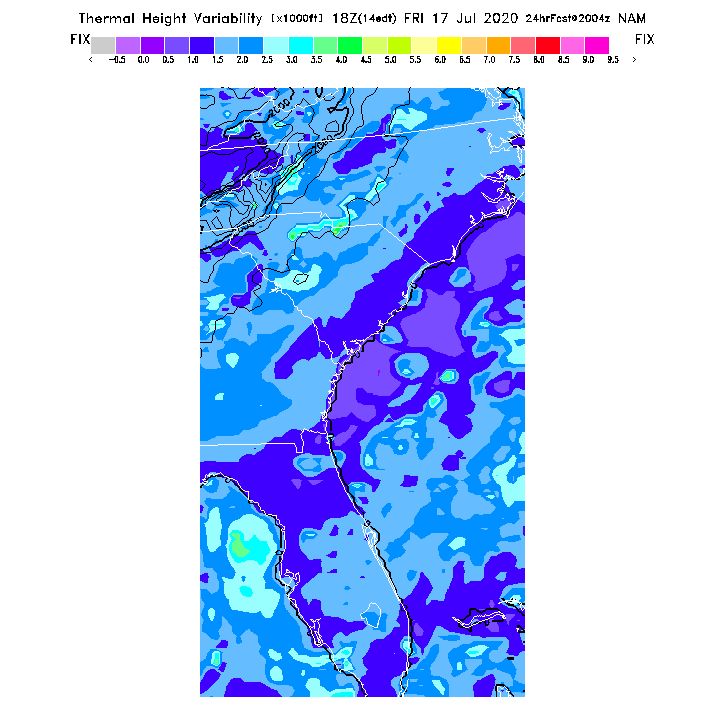 Thermal Height Variability [x1000ft] 18Z(14edt) FRI 17 Jul 2020 24hrFcst@2004z NAM
FIX FIX
< -0.5 0.0 0.5 1.0 1.5 2.0 2.5 3.0 3.5 4.0 4.5 5.0 5.5 6.0 6.5 7.0 7.5 8.0 8.5 9.0 9.5 >
2000